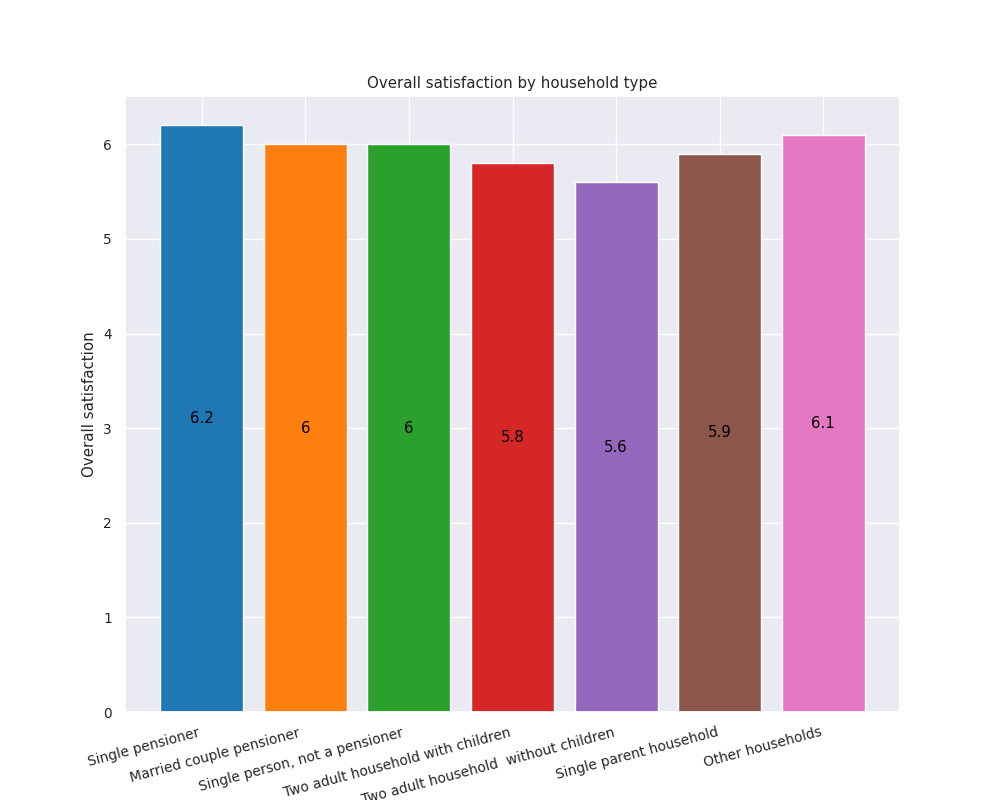 Overall satisfaction by household type
Overall satisfaction
6
5
4
3
2
1
0
6.2
6
6
5.8
5.6
5.9
6.1
Single pensioner
Married couple pensioner
Single person, not a pensioner
Two adult household with children
Two adult household  without children
Single parent household
Other households